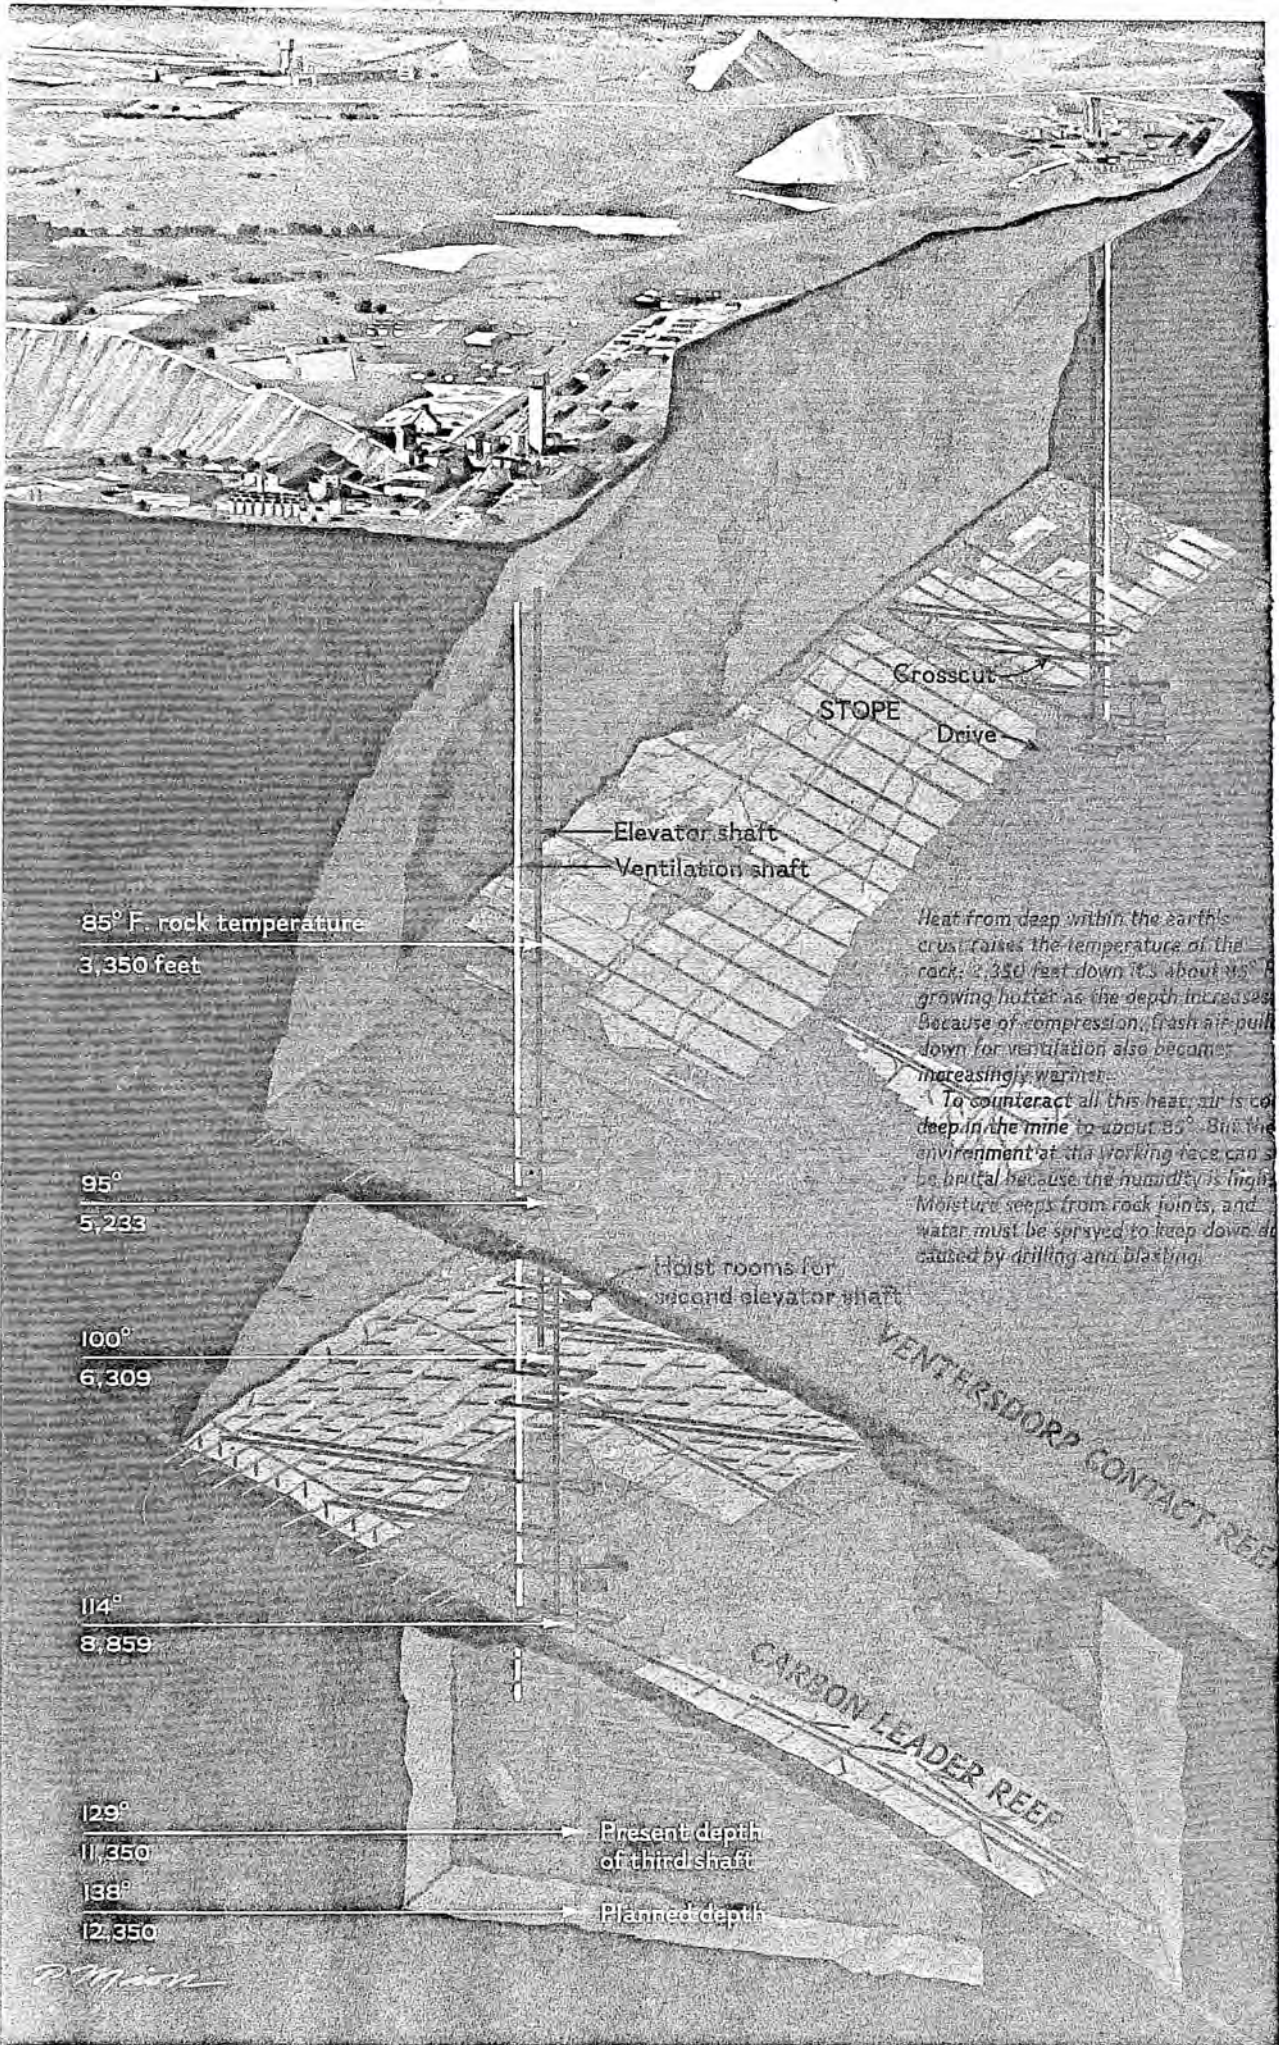 Crosscut
STOPE
Drive
Elevator shaft
Ventilation shaft
85° F. rock temperature
3,350 feet
Heat from deep within the earth's
crust raises the temperature of the
rock: 2,350 feet down it's about 85°
growing hotter as the depth increases
Because of compression, fresh air pull
down for ventilation also becomes
increasingly warmer.
To counteract all this heat, air is co
deep in the mine to about 85°. But the
environment at the working face can s
be brutal because the humidity is high.
Moisture seeps from rock joints, and
water must be sprayed to keep down
caused by drilling and blasting.
95°
5,233
Hoist rooms for
second elevator shaft
100°
6,309
VENTERSDORP CONTACT REEF
114°
8,859
CARBON LEADER REEF
129°
11,350
Present depth
of third shaft
138°
12,350
Planned depth